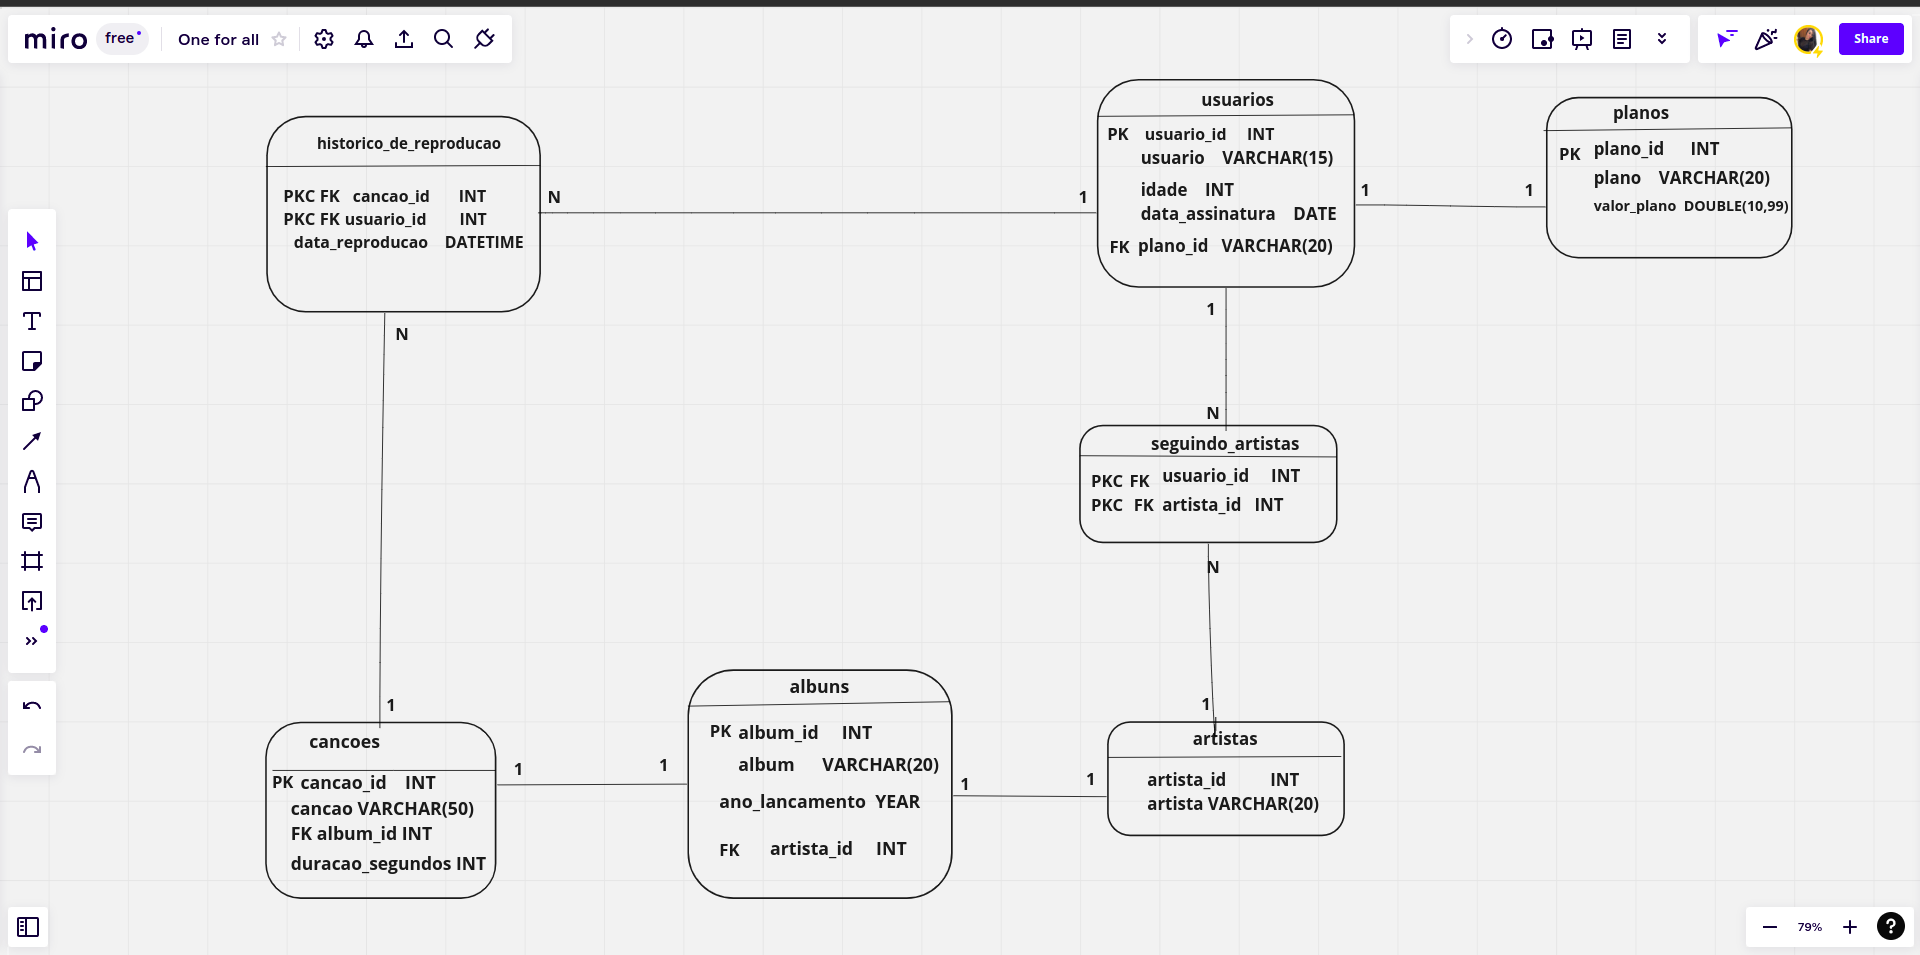 miro free One for all
Share
historico_de_reproducao
PKC FK cancao_id INT
PKC FK usuario_id INT
data_reproducao DATETIME
N
1
usuarios
PK usuario_id INT
usuario VARCHAR(15)
idade INT
data_assinatura DATE
FK plano_id VARCHAR(20)
1
1
planos
PK plano_id INT
plano VARCHAR(20)
valor_plano DOUBLE(10,99)
1
N
N
seguindo_artistas
PKC FK usuario_id INT
PKC FK artista_id INT
N
1
1
cancoes
PK cancao_id INT
cancao VARCHAR(50)
FK album_id INT
duracao_segundos INT
1
1
albuns
PK album_id INT
album VARCHAR(20)
ano_lancamento YEAR
FK artista_id INT
1
1
artistas
artista_id INT
artista VARCHAR(20)
79%
?